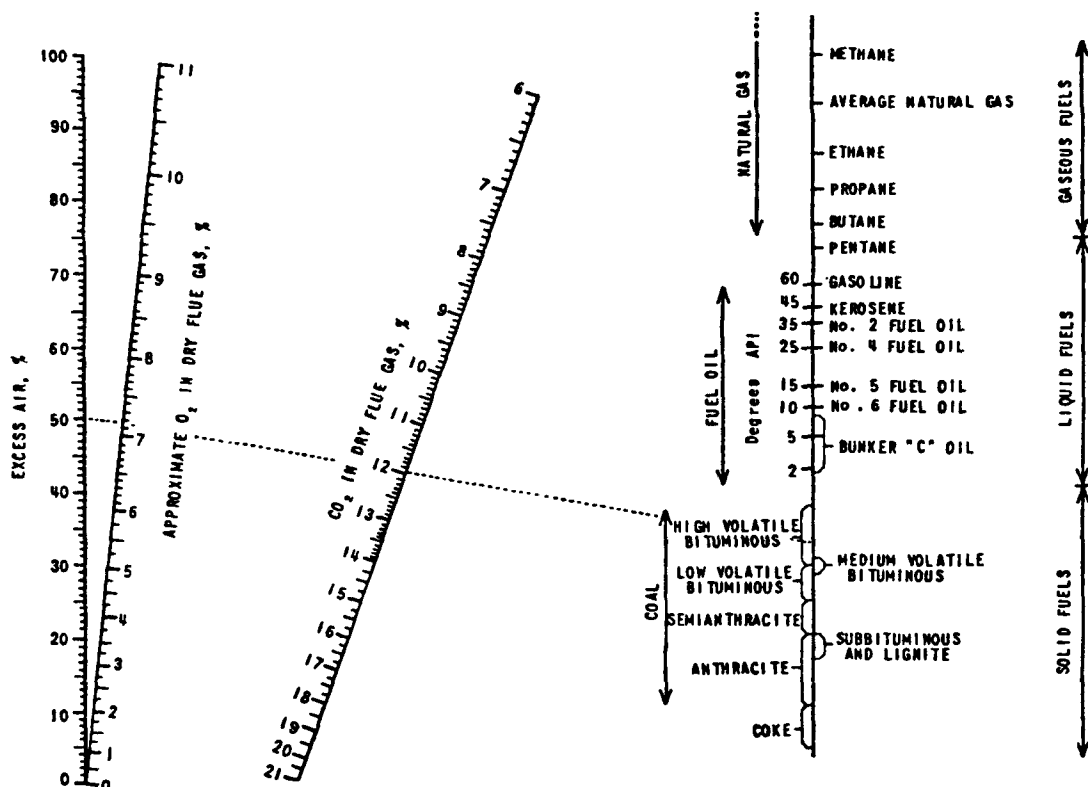 EXCESS AIR, %
100
90
80
70
60
50
40
30
20
10
0
APPROXIMATE O2 IN DRY FLUE GAS, %
11
10
9
8
7
6
5
4
3
2
1
0
CO2 IN DRY FLUE GAS, %
6
7
8
9
10
11
12
13
14
15
16
17
18
19
20
21
NATURAL GAS
FUEL OIL
Degrees API
60
45
35
25
15
10
5
2
COAL
METHANE
AVERAGE NATURAL GAS
ETHANE
PROPANE
BUTANE
PENTANE
GASOLINE
KEROSENE
No. 2 FUEL OIL
No. 4 FUEL OIL
No. 5 FUEL OIL
No. 6 FUEL OIL
BUNKER "C" OIL
HIGH VOLATILE
BITUMINOUS
MEDIUM VOLATILE
BITUMINOUS
LOW VOLATILE
BITUMINOUS
SEMIANTHRACITE
SUBBITUMINOUS
AND LIGNITE
ANTHRACITE
COKE
GASEOUS FUELS
LIQUID FUELS
SOLID FUELS